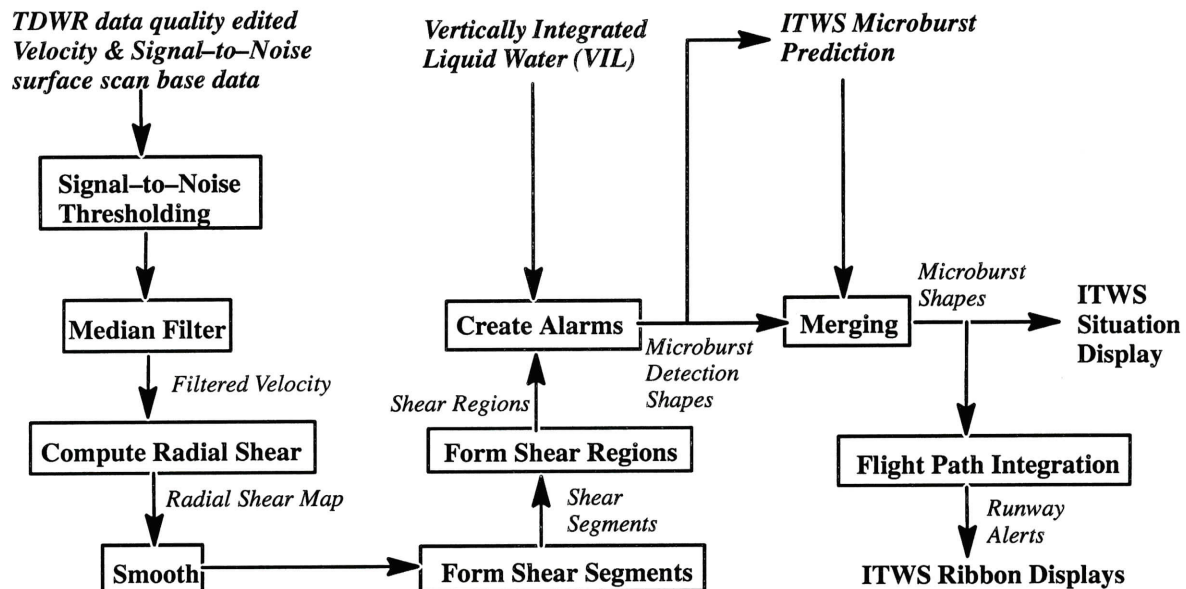 TDWR data quality edited
Velocity & Signal–to–Noise
surface scan base data
Signal–to–Noise
Thresholding
Median Filter
Filtered Velocity
Compute Radial Shear
Radial Shear Map
Smooth
Form Shear Segments
Shear
Segments
Form Shear Regions
Shear Regions
Vertically Integrated
Liquid Water (VIL)
Create Alarms
Microburst
Detection
Shapes
ITWS Microburst
Prediction
Merging
Microburst
Shapes
ITWS
Situation
Display
Flight Path Integration
Runway
Alerts
ITWS Ribbon Displays